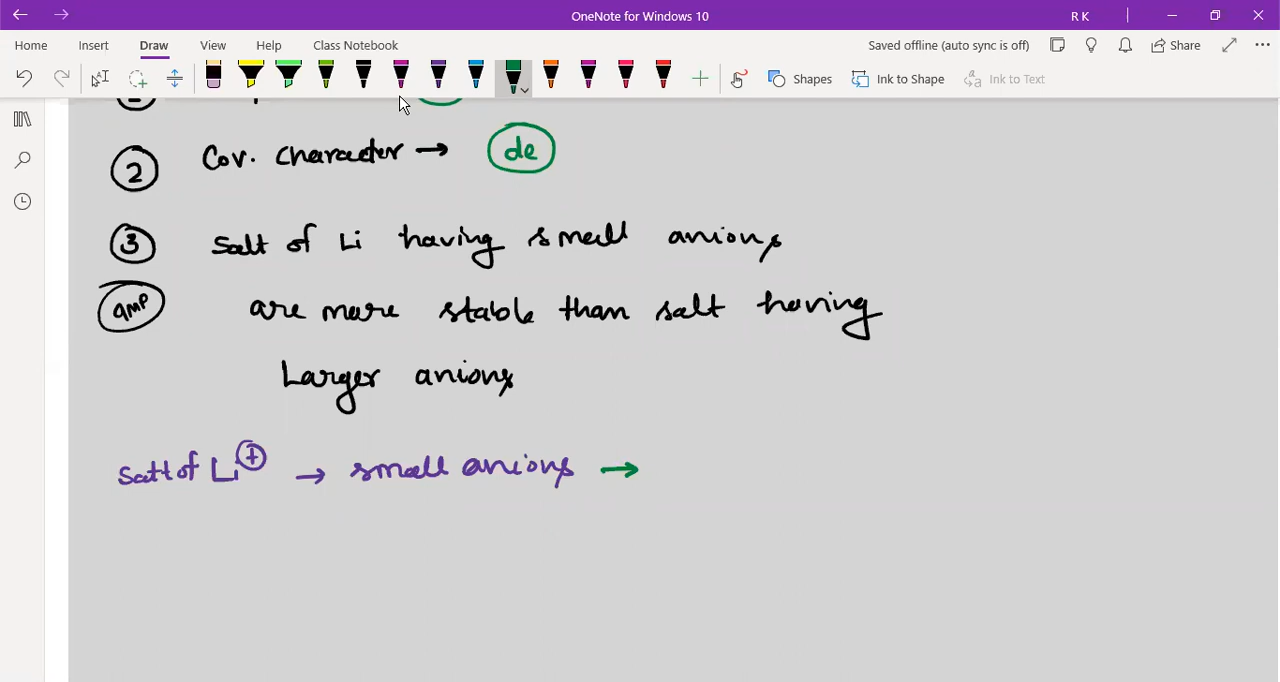 OneNote for Windows 10
R K
Home Insert Draw View Help Class Notebook
Saved offline (auto sync is off)
Share
Shapes
Ink to Shape
Ink to Text
2 Cov. character → de
3 Salt of Li having small anions
Imp are more stable than salt having
Larger anions
Salt of Li + → small anions →